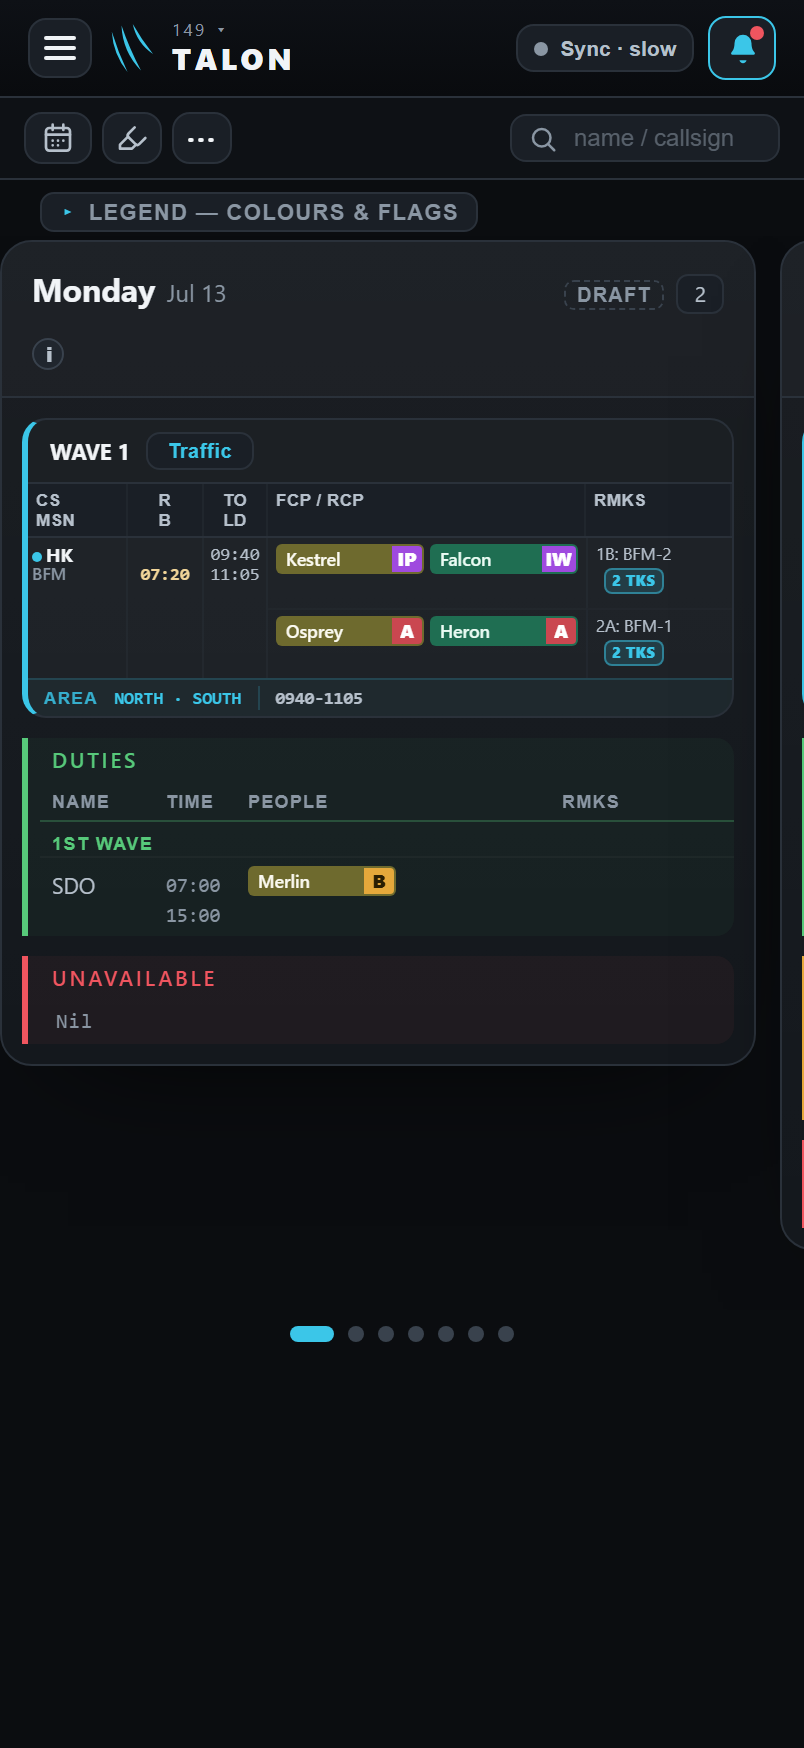 149 ▾
TALON
Sync · slow
name / callsign
▸ LEGEND — COLOURS & FLAGS
Monday Jul 13
DRAFT
2
i
WAVE 1
Traffic
CS R TO FCP / RCP RMKS
MSN B LD
HK 09:40 Kestrel IP Falcon IW 1B: BFM-2
BFM 07:20 11:05 2 TKS
Osprey A Heron A 2A: BFM-1
2 TKS
AREA NORTH · SOUTH 0940-1105
DUTIES
NAME TIME PEOPLE RMKS
1ST WAVE
SDO 07:00 Merlin B
15:00
UNAVAILABLE
Nil